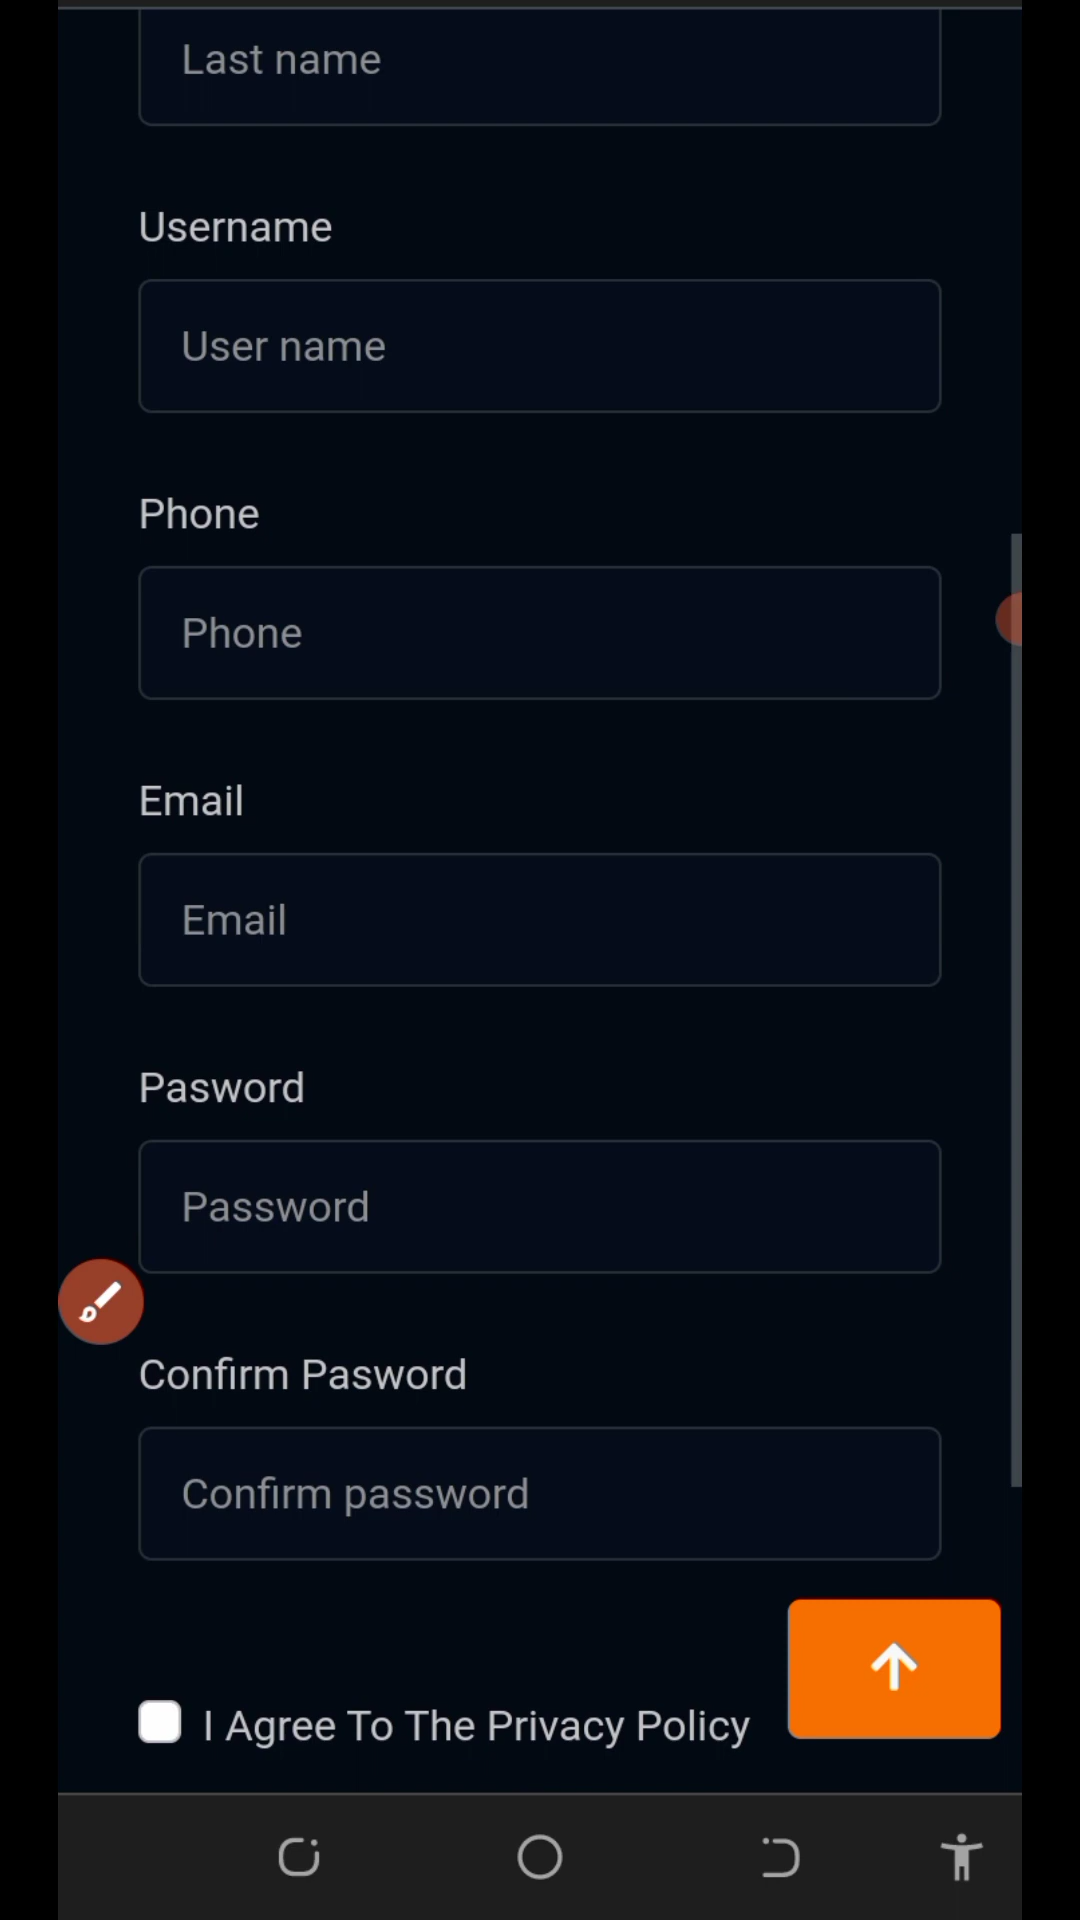 Last name
Username
User name
Phone
Phone
Email
Email
Pasword
Password
Confirm Pasword
Confirm password
I Agree To The Privacy Policy